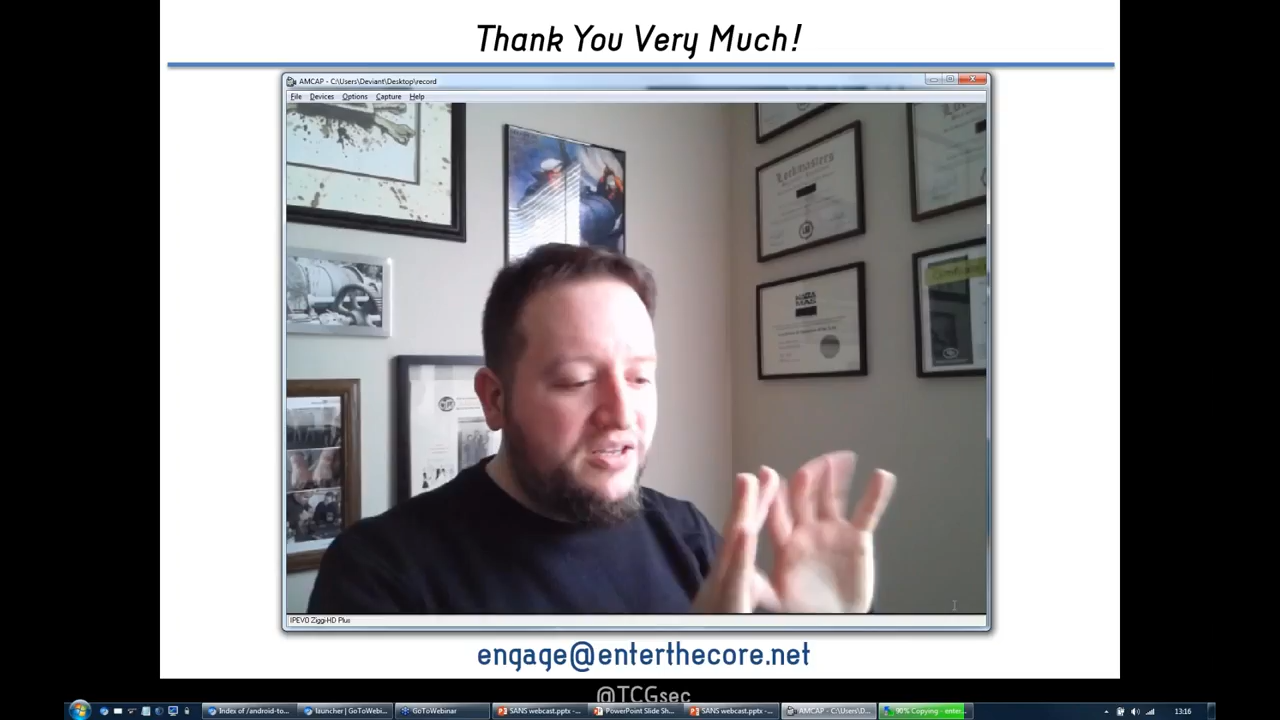 Thank You Very Much!
AMCAP - C:\Users\Deviant\Desktop\record
File Devices Options Capture Help
Lockmasters
IPEVO Ziggi-HD Plus
engage@enterthecore.net
@TCGsec
Index of /android-to... launcher | GoToWebi... GoToWebinar SANS webcast.pptx -... PowerPoint Slide Sh... SANS webcast.pptx -... AMCAP - C:\Users\D... 90% Copying - enter... 13:16